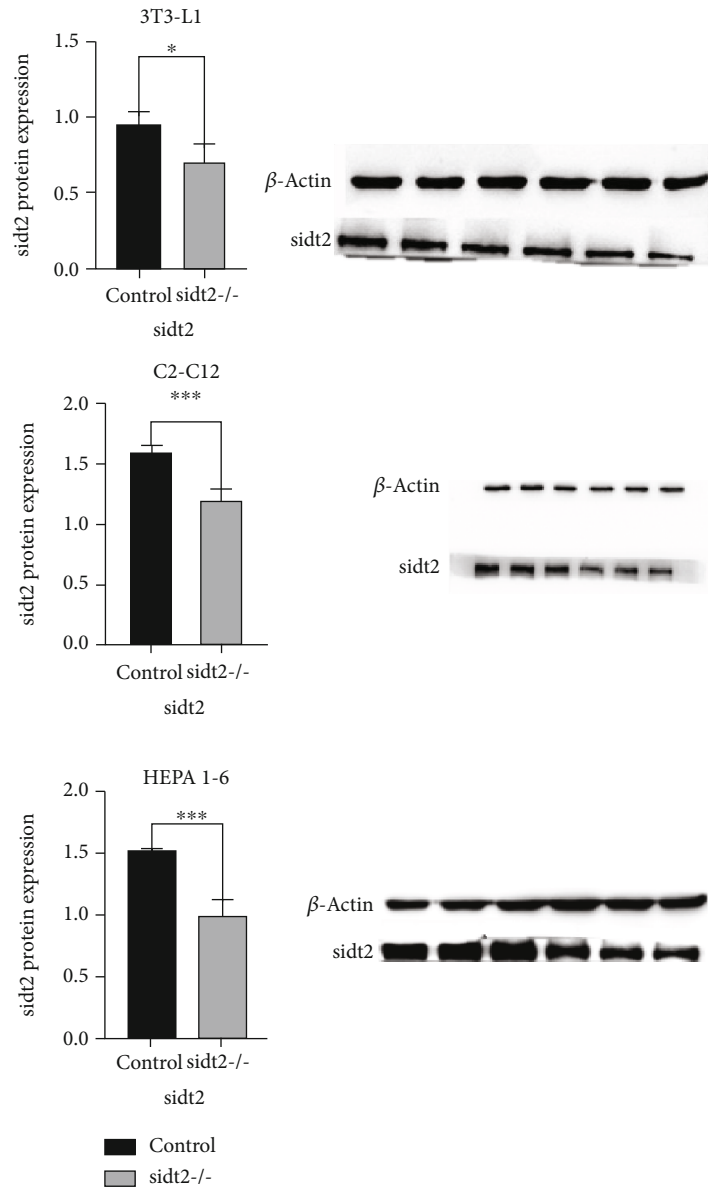 3T3-L1
*
1.5
1.0
0.5
0.0
sidt2 protein expression
Control sidt2-/-
sidt2
β-Actin
sidt2
C2-C12
***
2.0
1.5
1.0
0.5
0.0
sidt2 protein expression
Control sidt2-/-
sidt2
β-Actin
sidt2
HEPA 1-6
***
2.0
1.5
1.0
0.5
0.0
sidt2 protein expression
Control sidt2-/-
sidt2
β-Actin
sidt2
Control
sidt2-/-